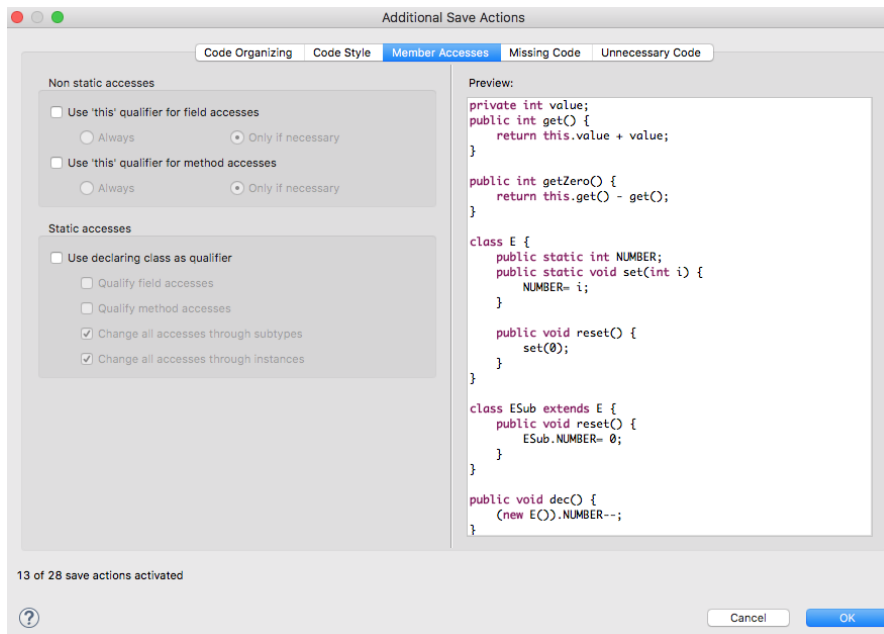 Additional Save Actions
Code Organizing Code Style Member Accesses Missing Code Unnecessary Code
Non static accesses
Use 'this' qualifier for field accesses
Always Only if necessary
Use 'this' qualifier for method accesses
Always Only if necessary
Static accesses
Use declaring class as qualifier
Qualify field accesses
Qualify method accesses
Change all accesses through subtypes
Change all accesses through instances
Preview:
private int value;
public int get() {
    return this.value + value;
}

public int getZero() {
    return this.get() - get();
}

class E {
    public static int NUMBER;
    public static void set(int i) {
        NUMBER= i;
    }

    public void reset() {
        set(0);
    }
}

class ESub extends E {
    public void reset() {
        ESub.NUMBER= 0;
    }
}

public void dec() {
    (new E()).NUMBER--;
}
13 of 28 save actions activated
?
Cancel OK